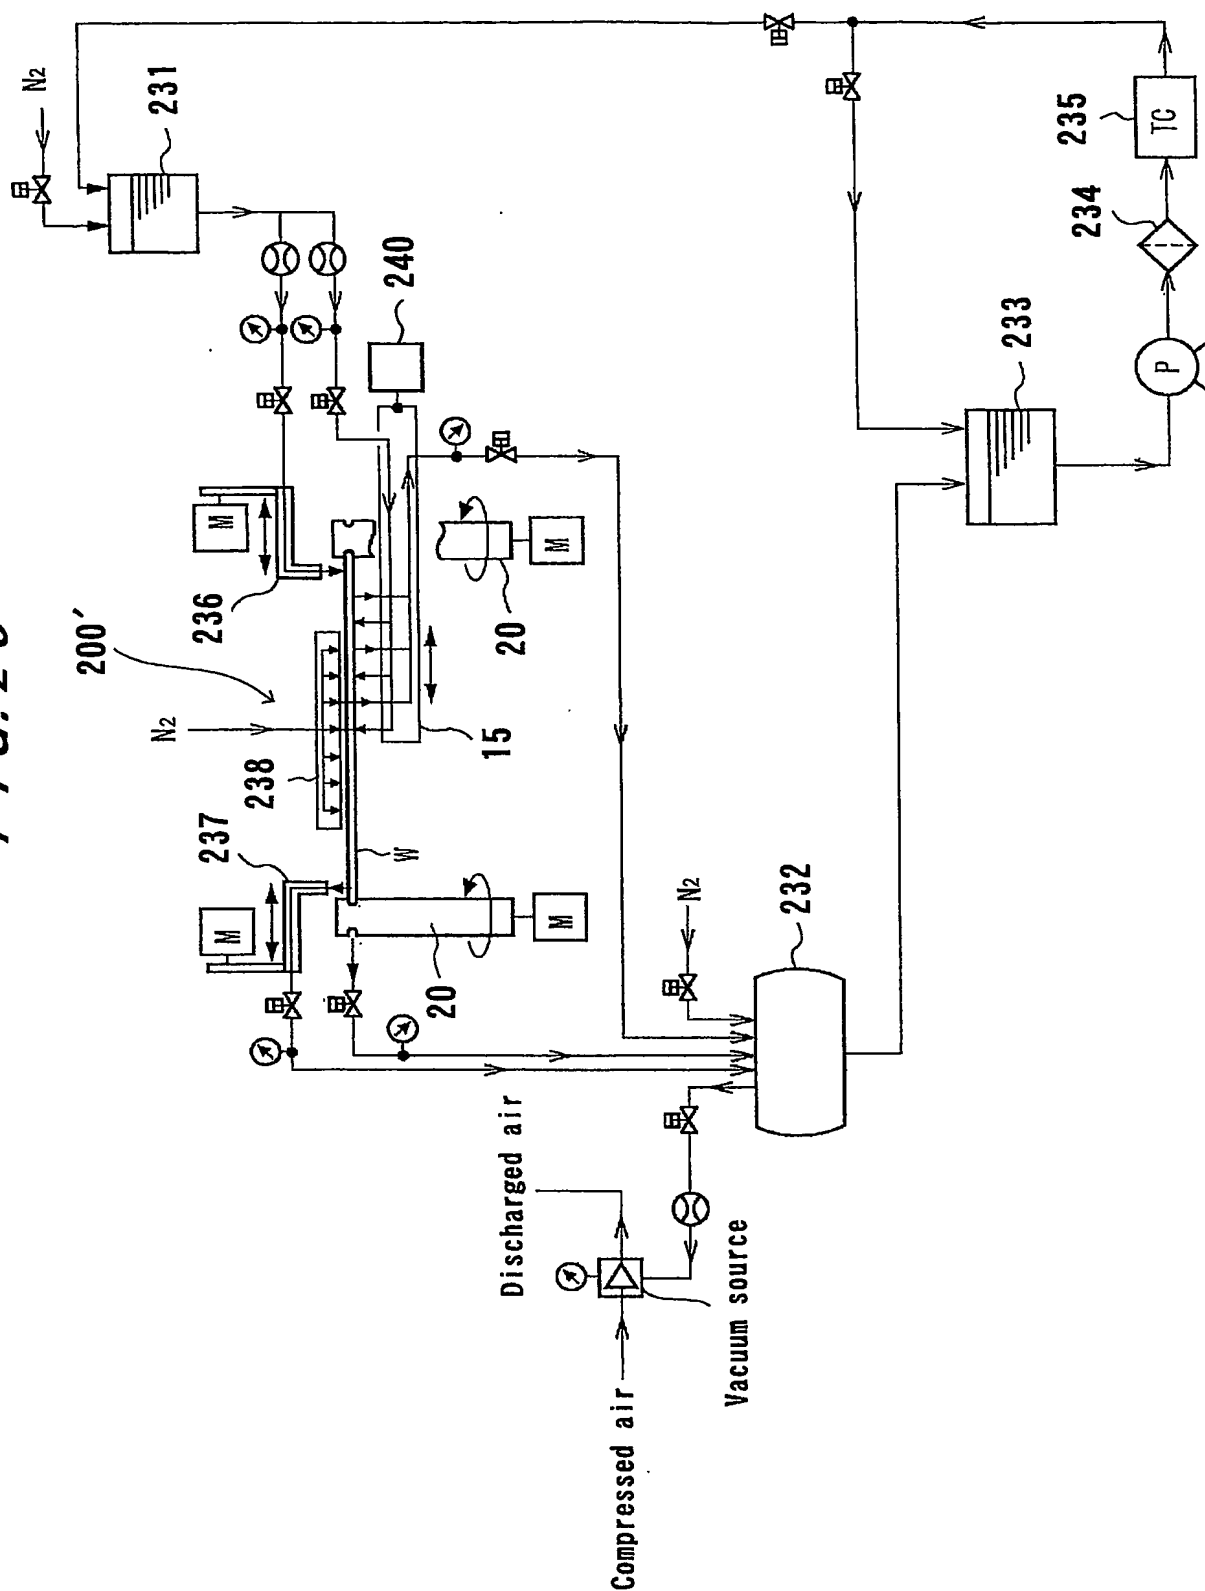 200′
N2
231
240
236
M
N2
238
237
M
W
15
20
M
20
M
N2
232
Discharged air
Compressed air
Vacuum source
233
P
234
235
TC